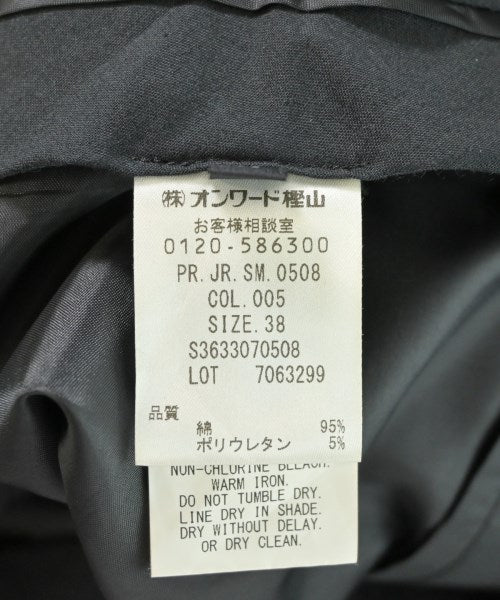 ㈱オンワード樫山
お客様相談室
0120-586300
PR.JR.SM.0508
COL.005
SIZE.38
S3633070508
LOT 7063299
品質
綿 95%
ポリウレタン 5%
NON-CHLORINE BLEACH.
WARM IRON.
DO NOT TUMBLE DRY.
LINE DRY IN SHADE.
DRY WITHOUT DELAY.
OR DRY CLEAN.